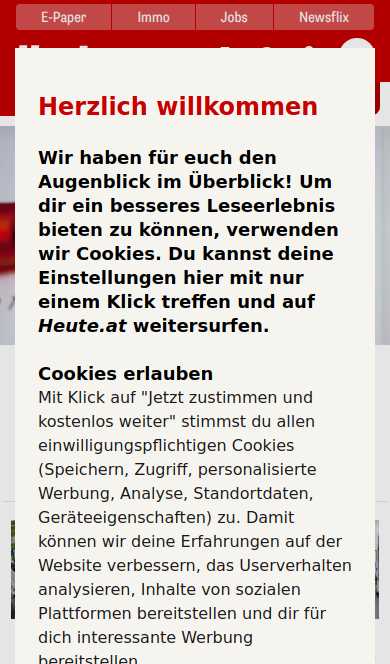 E-Paper Immo Jobs Newsflix
Herzlich willkommen
Wir haben für euch den
Augenblick im Überblick! Um
dir ein besseres Leseerlebnis
bieten zu können, verwenden
wir Cookies. Du kannst deine
Einstellungen hier mit nur
einem Klick treffen und auf
Heute.at weitersurfen.
Cookies erlauben
Mit Klick auf "Jetzt zustimmen und
kostenlos weiter" stimmst du allen
einwilligungspflichtigen Cookies
(Speichern, Zugriff, personalisierte
Werbung, Analyse, Standortdaten,
Geräteeigenschaften) zu. Damit
können wir deine Erfahrungen auf der
Website verbessern, das Userverhalten
analysieren, Inhalte von sozialen
Plattformen bereitstellen und dir für
dich interessante Werbung
bereitstellen